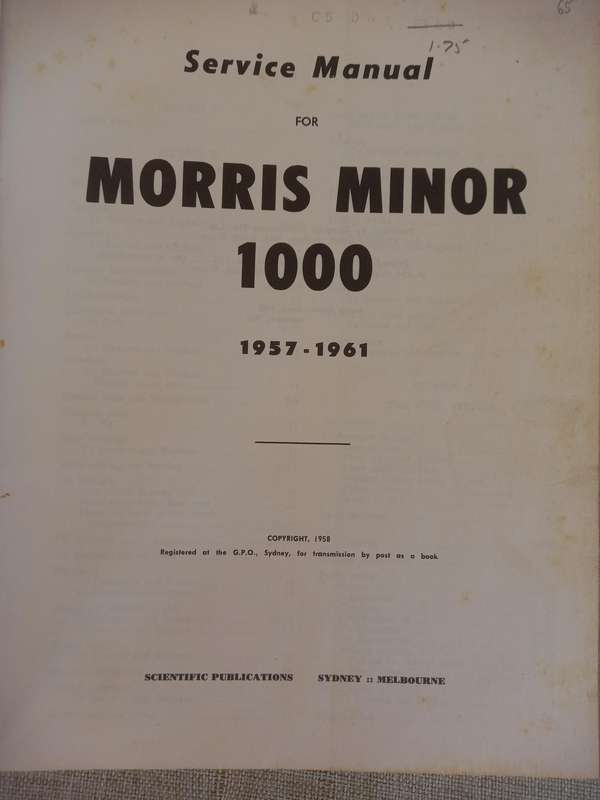 65
1.75
Service Manual
FOR
MORRIS MINOR
1000
1957-1961
COPYRIGHT, 1958
Registered at the G.P.O., Sydney, for transmission by post as a book
SCIENTIFIC PUBLICATIONS SYDNEY :: MELBOURNE